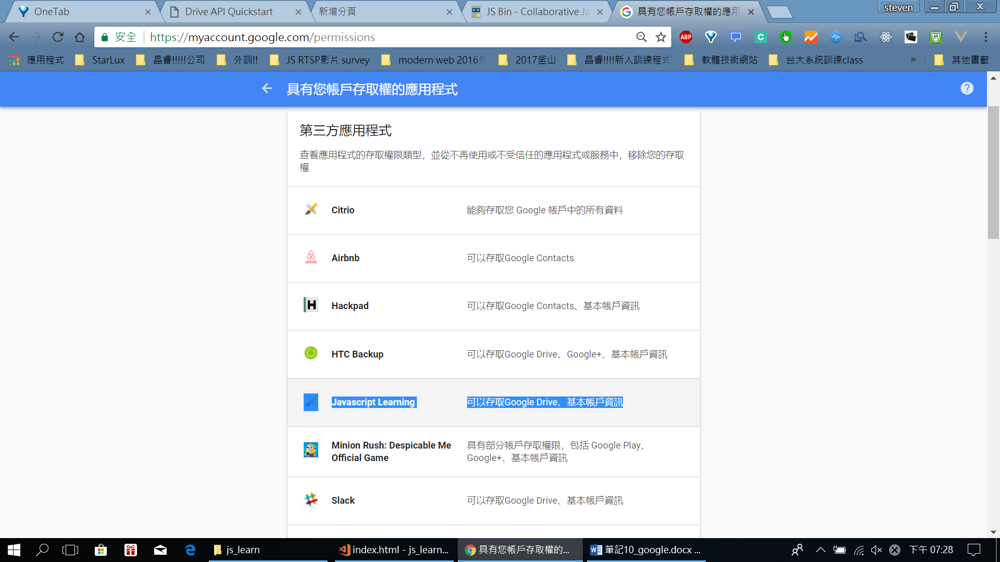 OneTab
Drive API Quickstart
新增分頁
JS Bin - Collaborative Ja
具有您帳戶存取權的應用
steven
安全
https://myaccount.google.com/permissions
ABP
C
M
應用程式
StarLux
晶睿!!!!!公司
外訓!!
JS RTSP影片 survey
modern web 2016外
2017釜山
晶睿!!!!新人訓練程式
軟體技術網站
台大系統訓練class
»
其他書籤
具有您帳戶存取權的應用程式
?
第三方應用程式
查看應用程式的存取權限類型，並從不再使用或不受信任的應用程式或服務中，移除您的存取
權
Citrio
能夠存取您 Google 帳戶中的所有資料
airbnb
Airbnb
可以存取Google Contacts
H
Hackpad
可以存取Google Contacts、基本帳戶資訊
HTC Backup
可以存取Google Drive、Google+、基本帳戶資訊
Javascript Learning
可以存取Google Drive、基本帳戶資訊
Minion Rush: Despicable Me
Official Game
具有部分帳戶存取權限，包括 Google Play、
Google+、基本帳戶資訊
Slack
可以存取Google Drive、基本帳戶資訊
js_learn
index.html - js_learn...
具有您帳戶存取權的...
筆記10_google.docx ...
下午 07:28